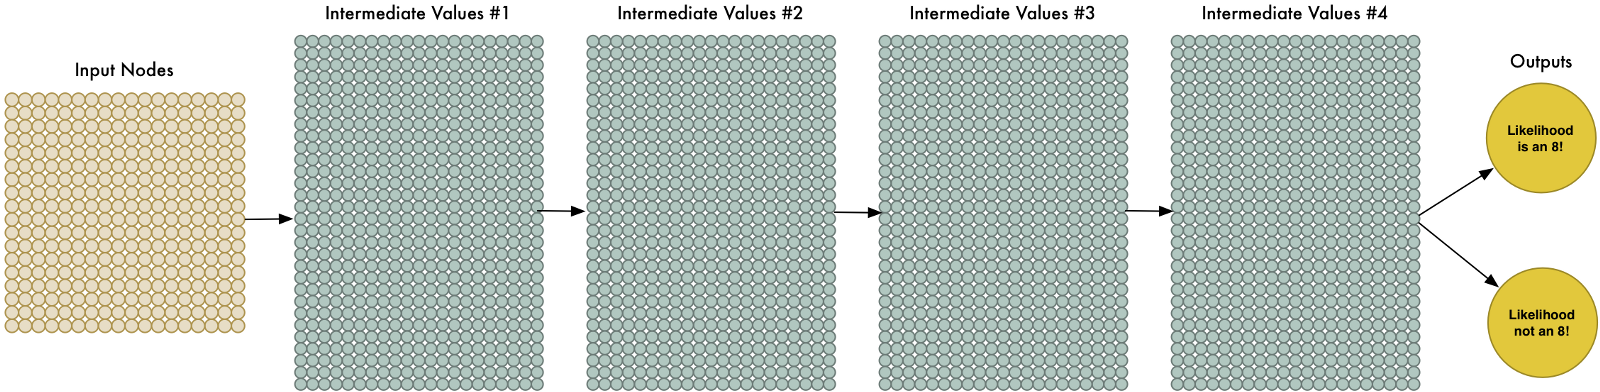 Input Nodes
Intermediate Values #1
Intermediate Values #2
Intermediate Values #3
Intermediate Values #4
Outputs
Likelihood
is an 8!
Likelihood
not an 8!